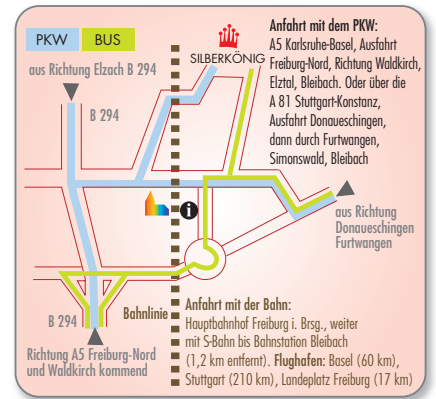 PKW BUS
aus Richtung Elzach B 294
B 294
SILBERKÖNIG
Anfahrt mit dem PKW:
A5 Karlsruhe-Basel, Ausfahrt
Freiburg-Nord, Richtung Waldkirch,
Elztal, Bleibach. Oder über die
A 81 Stuttgart-Konstanz,
Ausfahrt Donaueschingen,
dann durch Furtwangen,
Simonswald, Bleibach
i
aus Richtung
Donaueschingen
Furtwangen
B 294
Bahnlinie
Richtung A5 Freiburg-Nord
und Waldkirch kommend
Anfahrt mit der Bahn:
Hauptbahnhof Freiburg i. Brsg., weiter
mit S-Bahn bis Bahnstation Bleibach
(1,2 km entfernt). Flughafen: Basel (60 km),
Stuttgart (210 km), Landeplatz Freiburg (17 km)